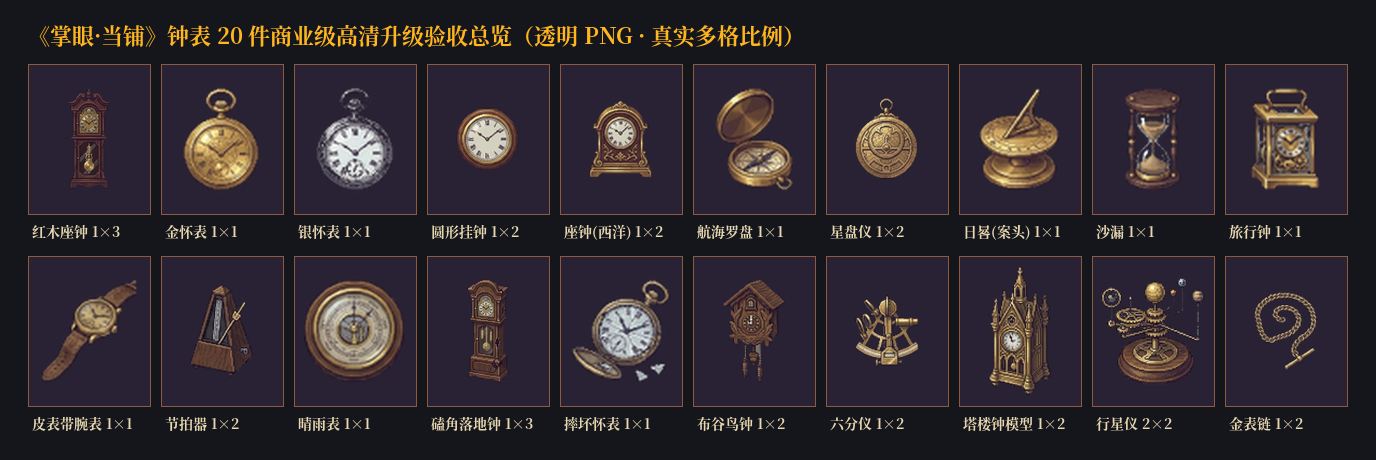 《掌眼·当铺》钟表 20 件商业级高清升级验收总览（透明 PNG · 真实多格比例）
红木座钟 1×3
金怀表 1×1
银怀表 1×1
圆形挂钟 1×2
座钟(西洋) 1×2
航海罗盘 1×1
星盘仪 1×2
日晷(案头) 1×1
沙漏 1×1
旅行钟 1×1
皮表带腕表 1×1
节拍器 1×2
晴雨表 1×1
磕角落地钟 1×3
摔坏怀表 1×1
布谷鸟钟 1×2
六分仪 1×2
塔楼钟模型 1×2
行星仪 2×2
金表链 1×2